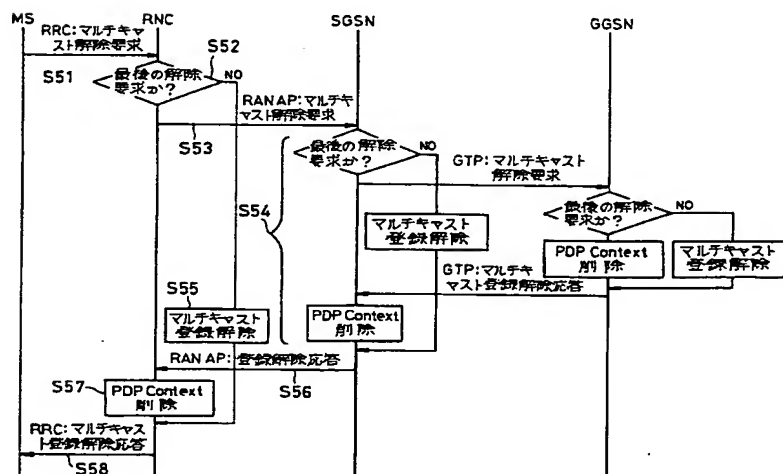 MS
RNC
SGSN
GGSN
RRC:マルチキャ
スト解除要求
S51
S52
最後の解除
要求か?
NO
RAN AP:マルチキ
ャスト解除要求
S53
最後の解除
要求か?
NO
GTP:マルチキャスト
解除要求
S54
最後の解除
要求か?
NO
マルチキャスト
登録解除
PDP Context
削除
マルチキャスト
登録解除
GTP:マルチキ
ャスト登録解除応答
S55
マルチキャスト
登録解除
PDP Context
削除
RAN AP:登録解除応答
S56
S57
PDP Context
削除
RRC:マルチキャス
ト登録解除応答
S58